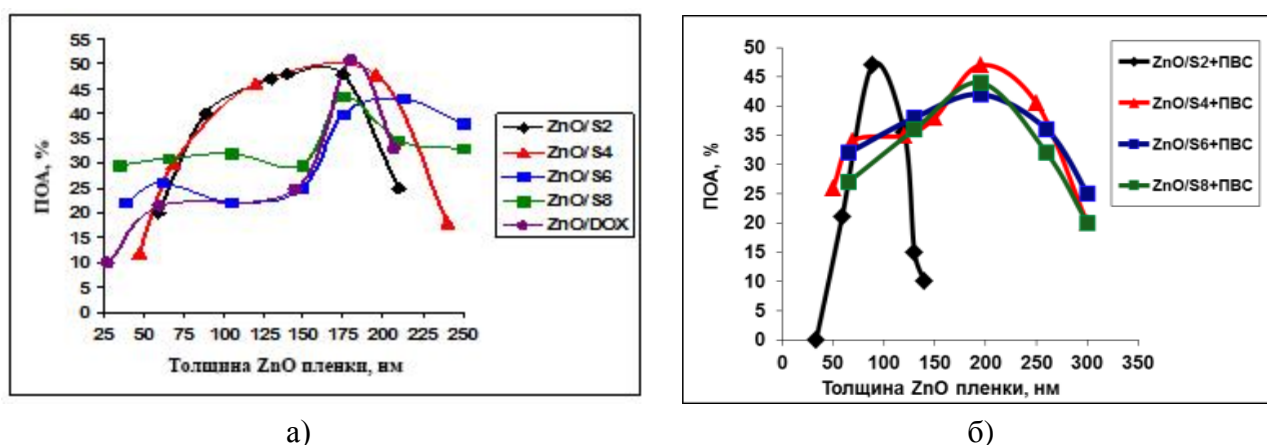 55
50
45
40
35
30
25
20
15
10
5
0
ПОА, %
25 50 75 100 125 150 175 200 225 250
Толщина ZnO пленки, нм
ZnO/S2
ZnO/S4
ZnO/S6
ZnO/S8
ZnO/DOX
а)
50
45
40
35
30
25
20
15
10
5
0
ПОА, %
0 50 100 150 200 250 300 350
Толщина ZnO пленки, нм
ZnO/S2+ПВС
ZnO/S4+ПВС
ZnO/S6+ПВС
ZnO/S8+ПВС
б)